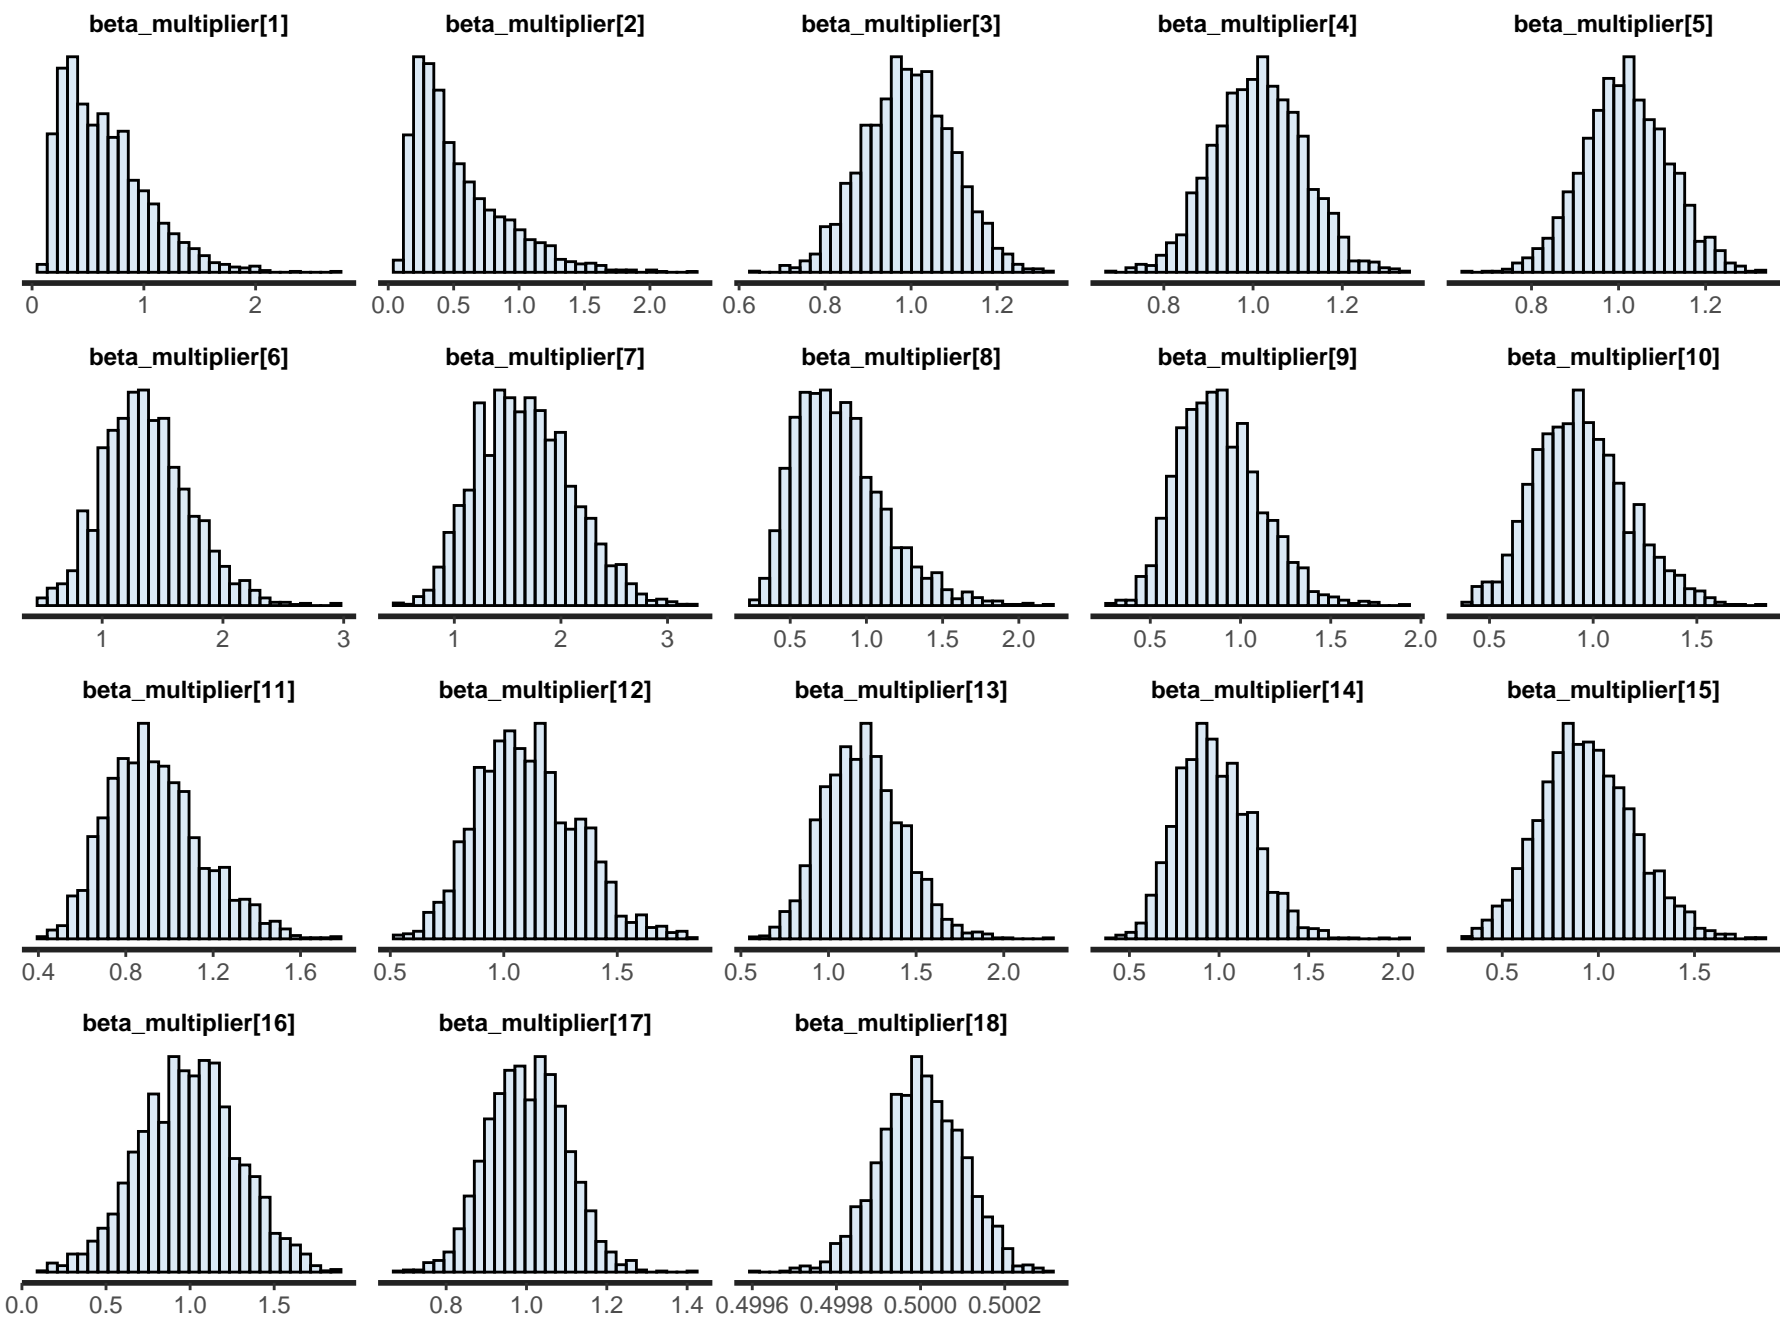 beta_multiplier[1] beta_multiplier[2] beta_multiplier[3] beta_multiplier[4] beta_multiplier[5]
0 1 2 0.0 0.5 1.0 1.5 2.0 0.6 0.8 1.0 1.2 0.8 1.0 1.2 0.8 1.0 1.2
beta_multiplier[6] beta_multiplier[7] beta_multiplier[8] beta_multiplier[9] beta_multiplier[10]
1 2 3 1 2 3 0.5 1.0 1.5 2.0 0.5 1.0 1.5 2.0 0.5 1.0 1.5
beta_multiplier[11] beta_multiplier[12] beta_multiplier[13] beta_multiplier[14] beta_multiplier[15]
0.4 0.8 1.2 1.6 0.5 1.0 1.5 0.5 1.0 1.5 2.0 0.5 1.0 1.5 2.0 0.5 1.0 1.5
beta_multiplier[16] beta_multiplier[17] beta_multiplier[18]
0.0 0.5 1.0 1.5 0.8 1.0 1.2 1.4 0.4996 0.4998 0.5000 0.5002